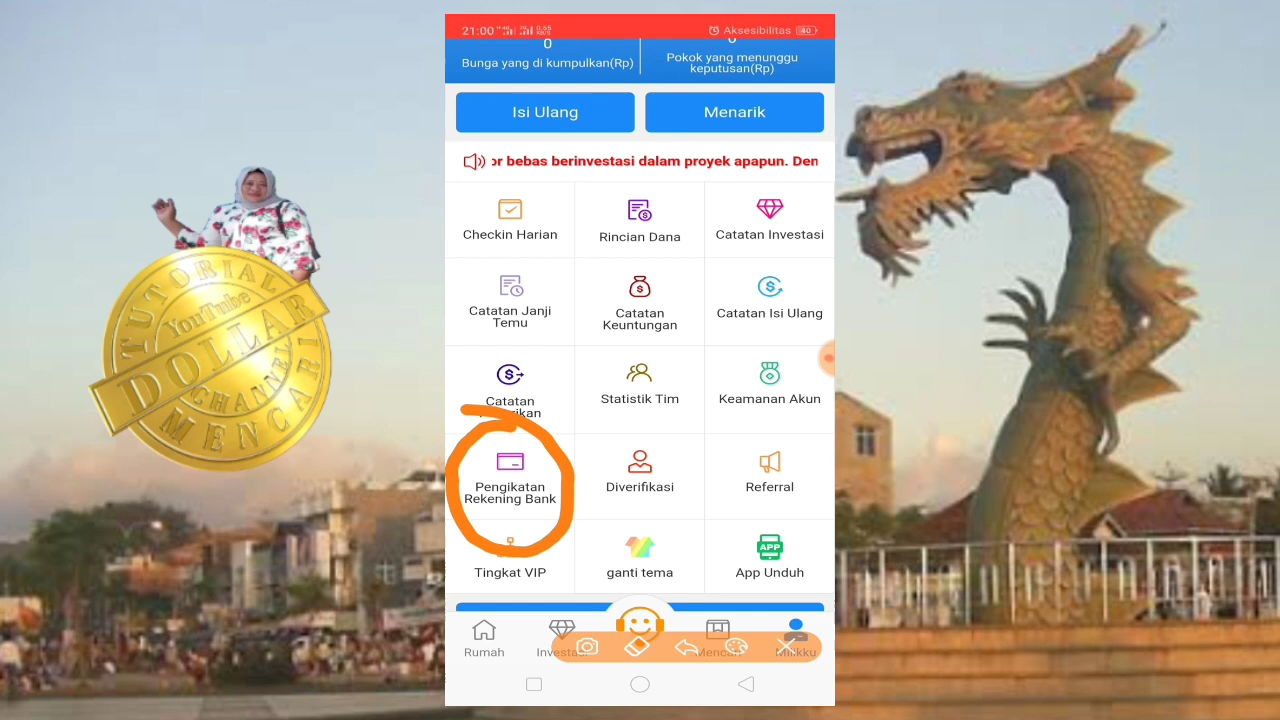 TUTORIAL
YouTube
DOLLAR
CHANNEL
MENCARI
21:00
Aksesibilitas
40
0
Bunga yang di kumpulkan(Rp)
Pokok yang menunggu
keputusan(Rp)
Isi Ulang
Menarik
or bebas berinvestasi dalam proyek apapun. Den
Checkin Harian
Rincian Dana
Catatan Investasi
Catatan Janji
Temu
Catatan
Keuntungan
Catatan Isi Ulang
Catatan
Statistik Tim
Keamanan Akun
Pengikatan
Rekening Bank
Diverifikasi
Referral
Tingkat VIP
ganti tema
APP
App Unduh
Rumah